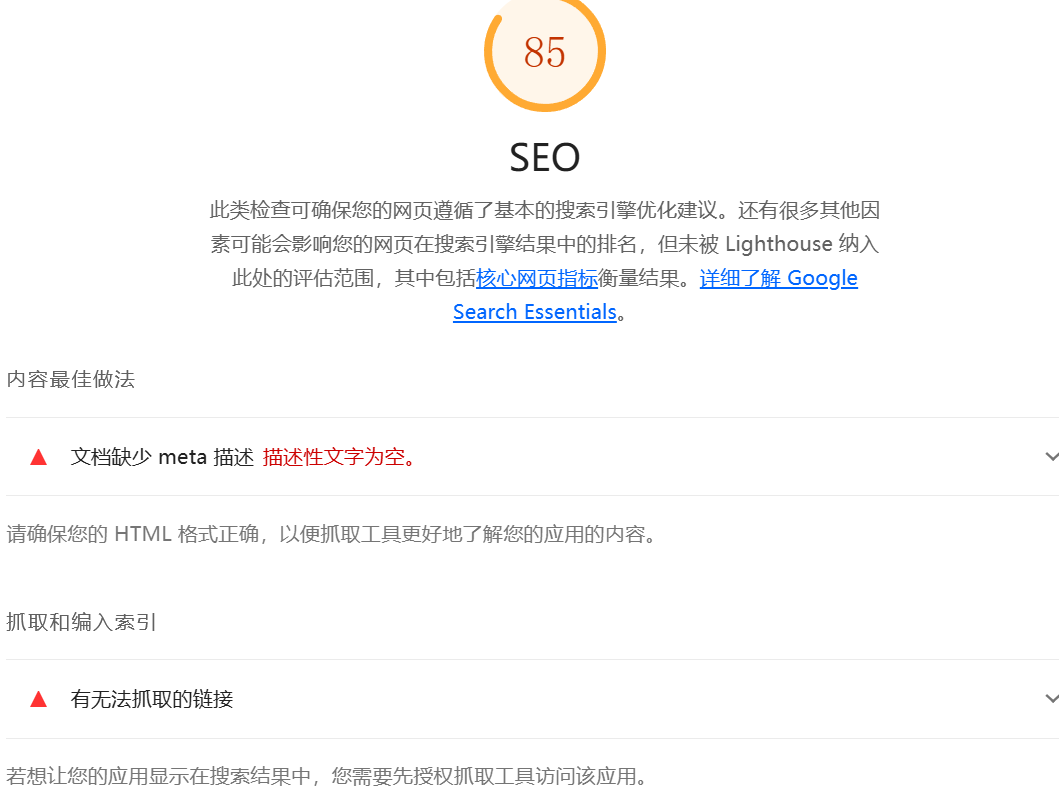 85
SEO
此类检查可确保您的网页遵循了基本的搜索引擎优化建议。还有很多其他因
素可能会影响您的网页在搜索引擎结果中的排名，但未被 Lighthouse 纳入
此处的评估范围，其中包括核心网页指标衡量结果。详细了解 Google
Search Essentials。
内容最佳做法
文档缺少 meta 描述 描述性文字为空。
请确保您的 HTML 格式正确，以便抓取工具更好地了解您的应用的内容。
抓取和编入索引
有无法抓取的链接
若想让您的应用显示在搜索结果中，您需要先授权抓取工具访问该应用。